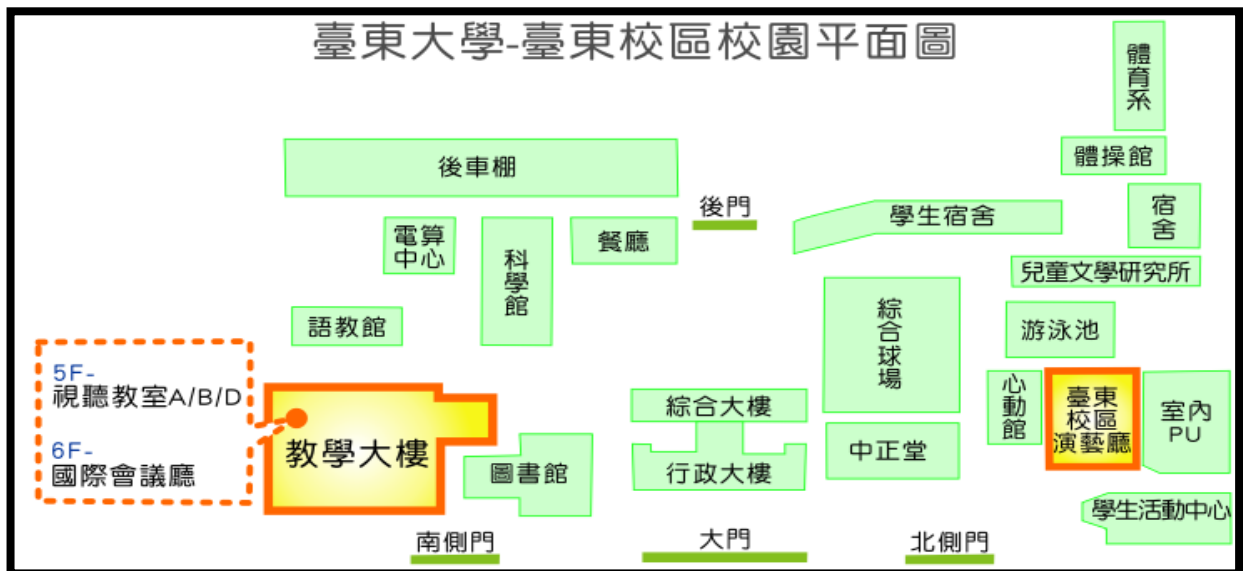 臺東大學-臺東校區校園平面圖
體育系
體操館
後車棚
宿舍
後門
學生宿舍
電算
中心
科學館
餐廳
兒童文學研究所
綜合球場
游泳池
語教館
5F-
視聽教室A/B/D
6F-
國際會議廳
教學大樓
圖書館
綜合大樓
行政大樓
中正堂
心動館
臺東
校區
演藝廳
室內
PU
學生活動中心
南側門
大門
北側門